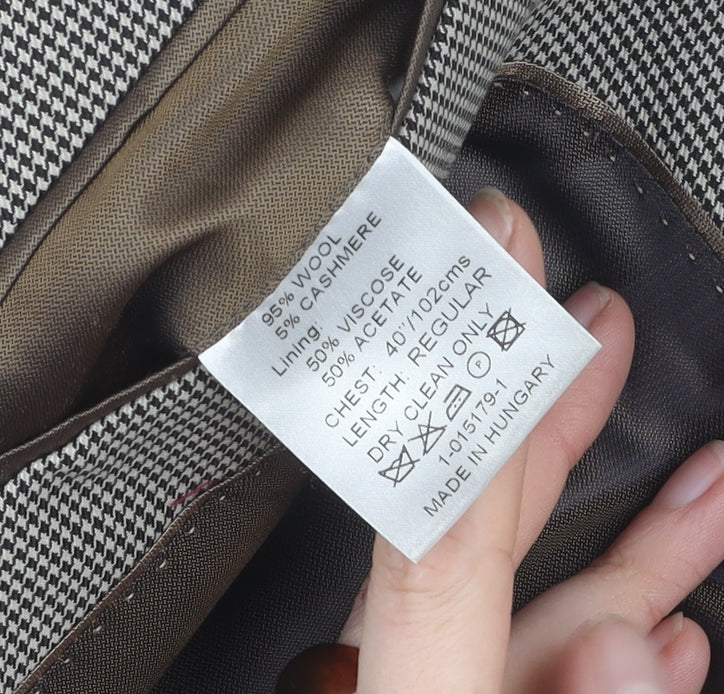 95% WOOL
5% CASHMERE
Lining:
50% VISCOSE
50% ACETATE
CHEST: 40"/102cms
LENGTH: REGULAR
DRY CLEAN ONLY
P
1-015179-1
MADE IN HUNGARY